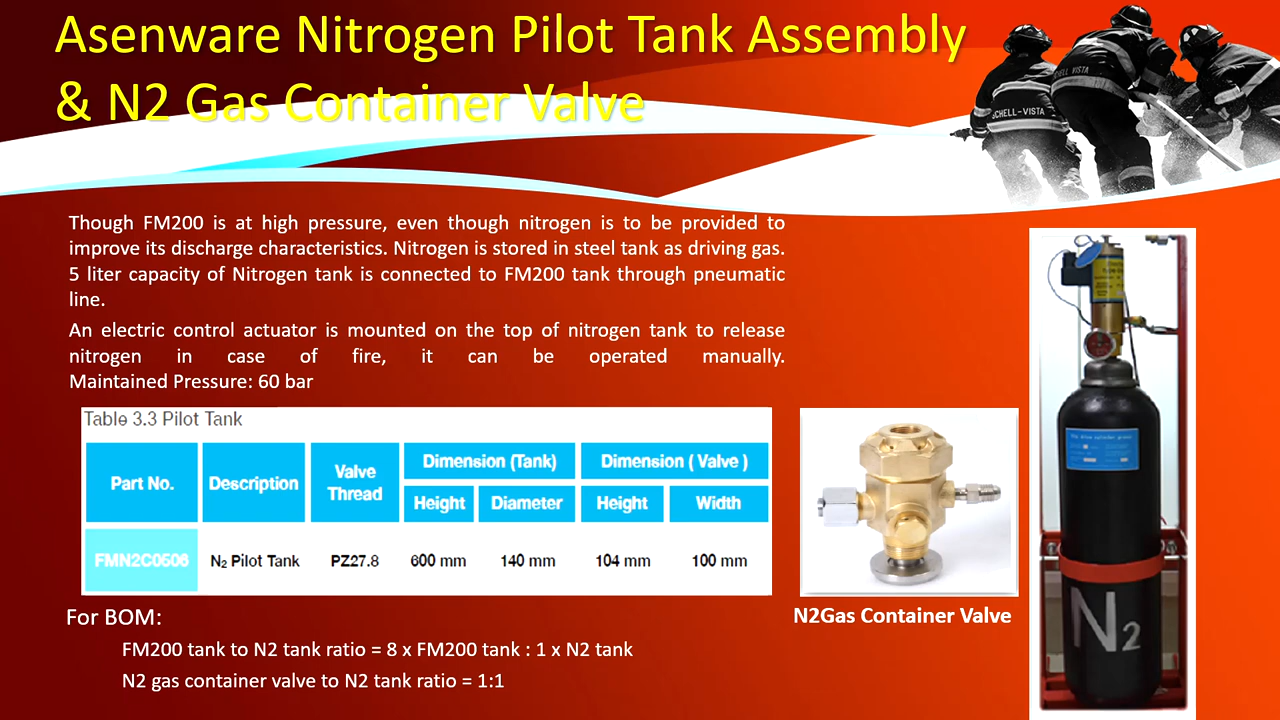 Asenware Nitrogen Pilot Tank Assembly
& N2 Gas Container Valve
SCHELL VISTA
SCHELL-VISTA
Though FM200 is at high pressure, even though nitrogen is to be provided to
improve its discharge characteristics. Nitrogen is stored in steel tank as driving gas.
5 liter capacity of Nitrogen tank is connected to FM200 tank through pneumatic
line.
An electric control actuator is mounted on the top of nitrogen tank to release
nitrogen in case of fire, it can be operated manually.
Maintained Pressure: 60 bar
Table 3.3 Pilot Tank
Part No. Description Valve Thread Dimension (Tank) Dimension ( Valve )
Height Diameter Height Width
FMN2C0506 N₂ Pilot Tank PZ27.8 600 mm 140 mm 104 mm 100 mm
N2Gas Container Valve
N2
For BOM:
FM200 tank to N2 tank ratio = 8 x FM200 tank : 1 x N2 tank
N2 gas container valve to N2 tank ratio = 1:1